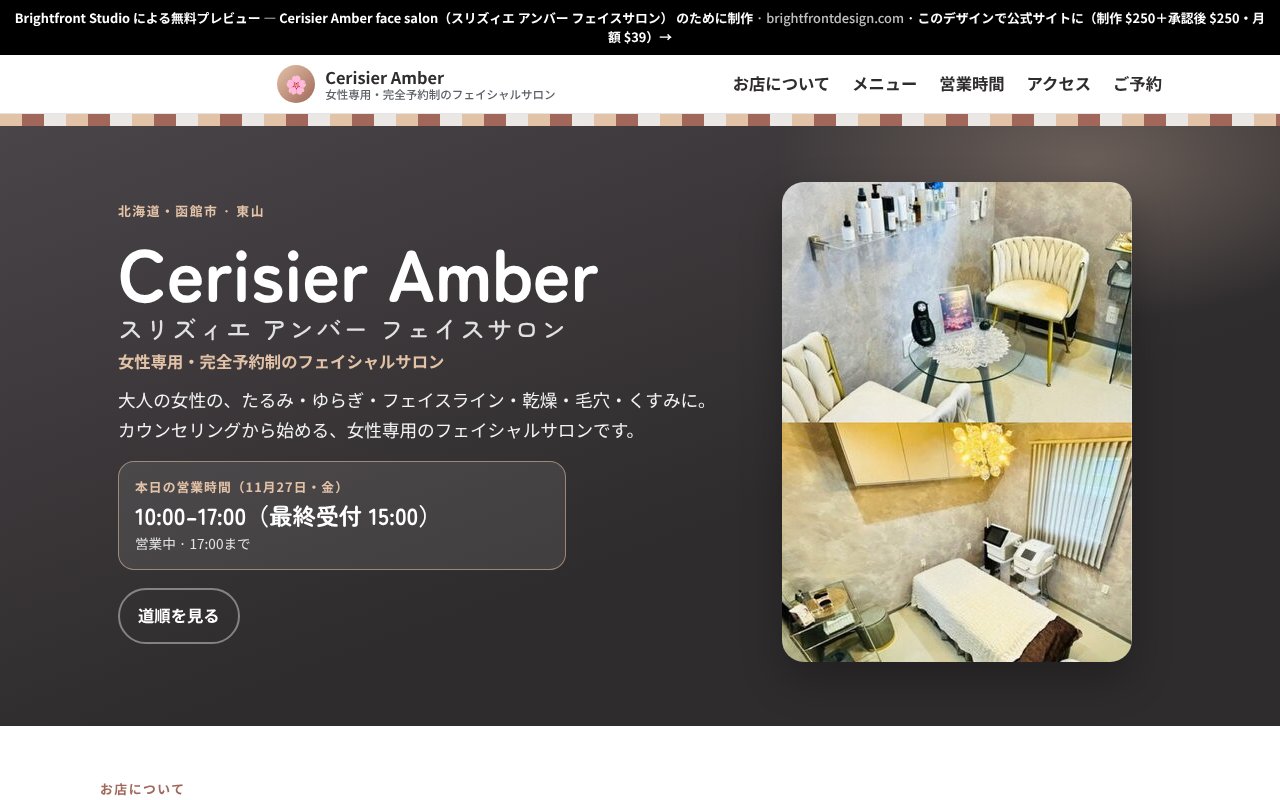 Brightfront Studio による無料プレビュー — Cerisier Amber face salon（スリズィエ アンバー フェイスサロン） のために制作 · brightfrontdesign.com · このデザインで公式サイトに（制作 $250＋承認後 $250・月
額 $39）→
Cerisier Amber
女性専用・完全予約制のフェイシャルサロン
お店について メニュー 営業時間 アクセス ご予約
北海道・函館市 · 東山
Cerisier Amber
スリズィエ アンバー フェイスサロン
女性専用・完全予約制のフェイシャルサロン
大人の女性の、たるみ・ゆらぎ・フェイスライン・乾燥・毛穴・くすみに。
カウンセリングから始める、女性専用のフェイシャルサロンです。
本日の営業時間（11月27日・金）
10:00–17:00（最終受付 15:00）
営業中 · 17:00まで
道順を見る
お店について